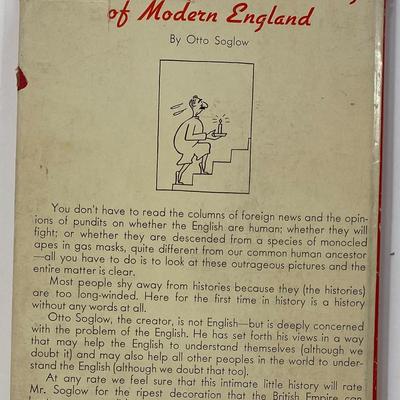 of Modern England
By Otto Soglow
You don't have to read the columns of foreign news and the opin-
ions of pundits on whether the English are human; whether they will
fight; or whether they are descended from a species of monocled
apes in gas masks, quite different from our common human ancestor
—all you have to do is to look at these outrageous pictures and the
entire matter is clear.
Most people shy away from histories because they (the histories)
are too long-winded. Here for the first time in history is a history
without any words at all.
Otto Soglow, the creator, is not English—but is deeply concerned
with the problem of the English. He has set forth his views in a way
that may help the English to understand themselves (although we
doubt it) and may also help all other peoples in the world to under-
stand the English (although we doubt that too).
At any rate we feel sure that this intimate little history will rate
Mr. Soglow for the ripest decoration that the British Empire can